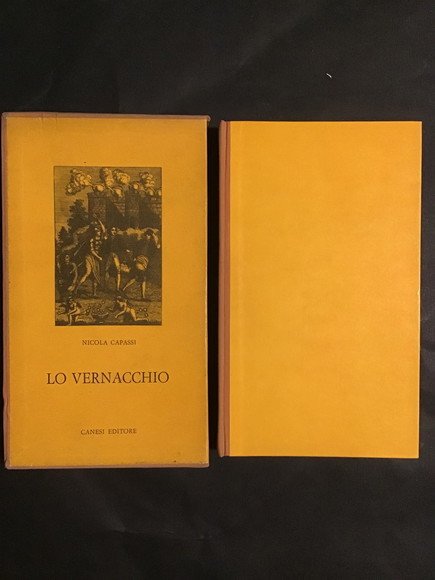 NICOLA CAPASSI
LO VERNACCHIO
CANESI EDITORE